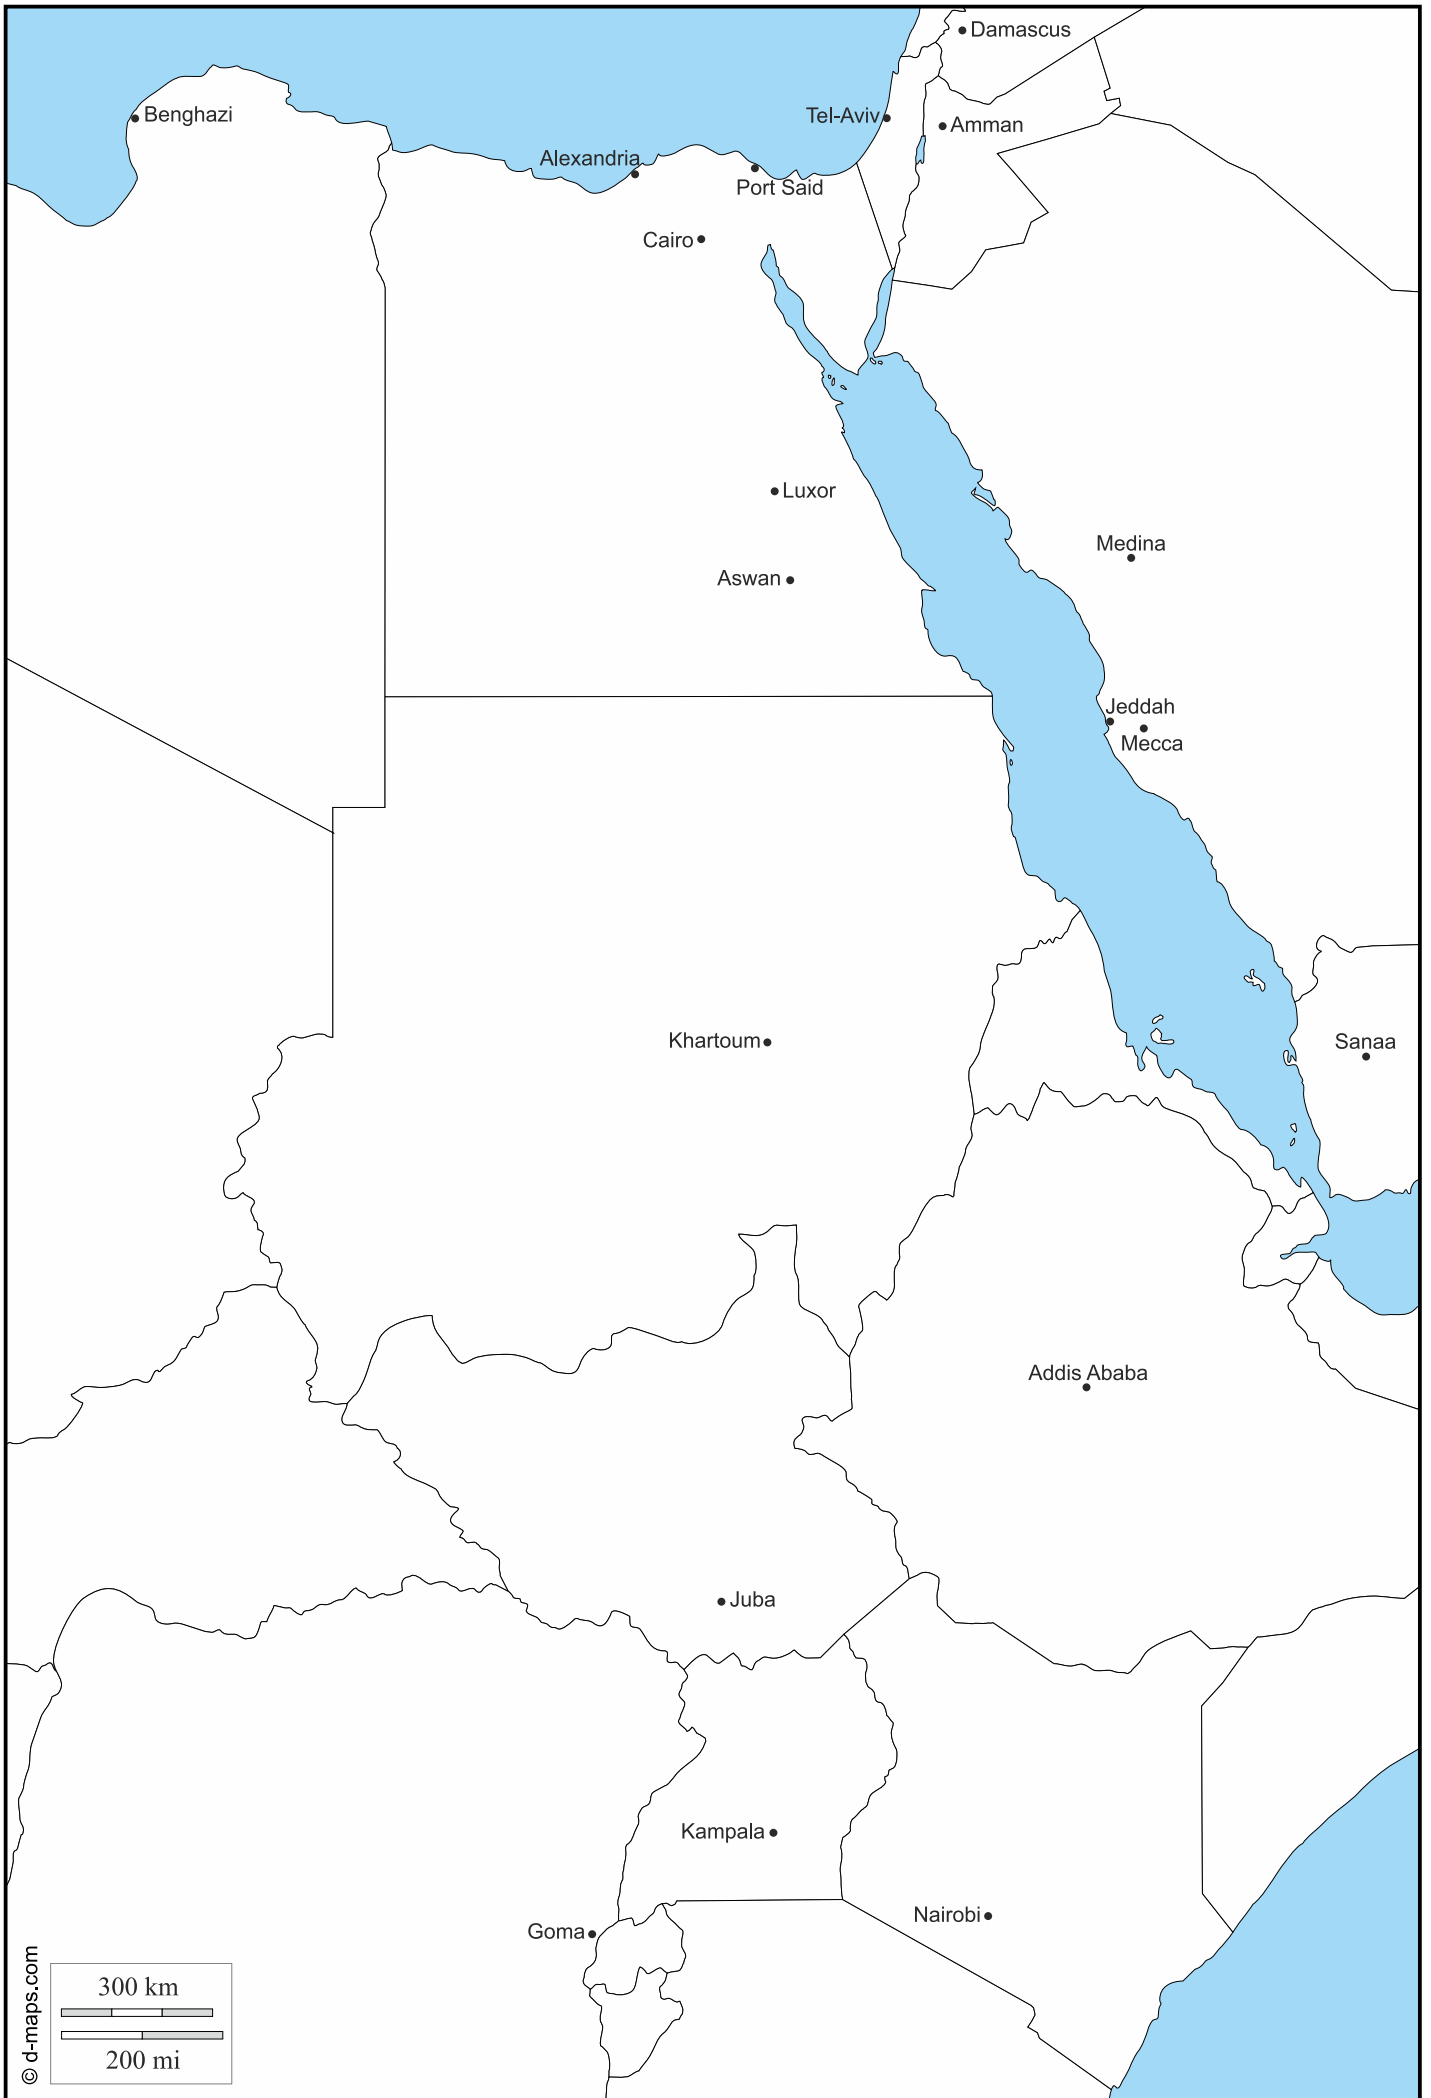 Damascus
Benghazi
Tel-Aviv
Amman
Alexandria
Port Said
Cairo
Luxor
Medina
Aswan
Jeddah
Mecca
Khartoum
Sanaa
Addis Ababa
Juba
Kampala
Nairobi
Goma
© d-maps.com
300 km
200 mi